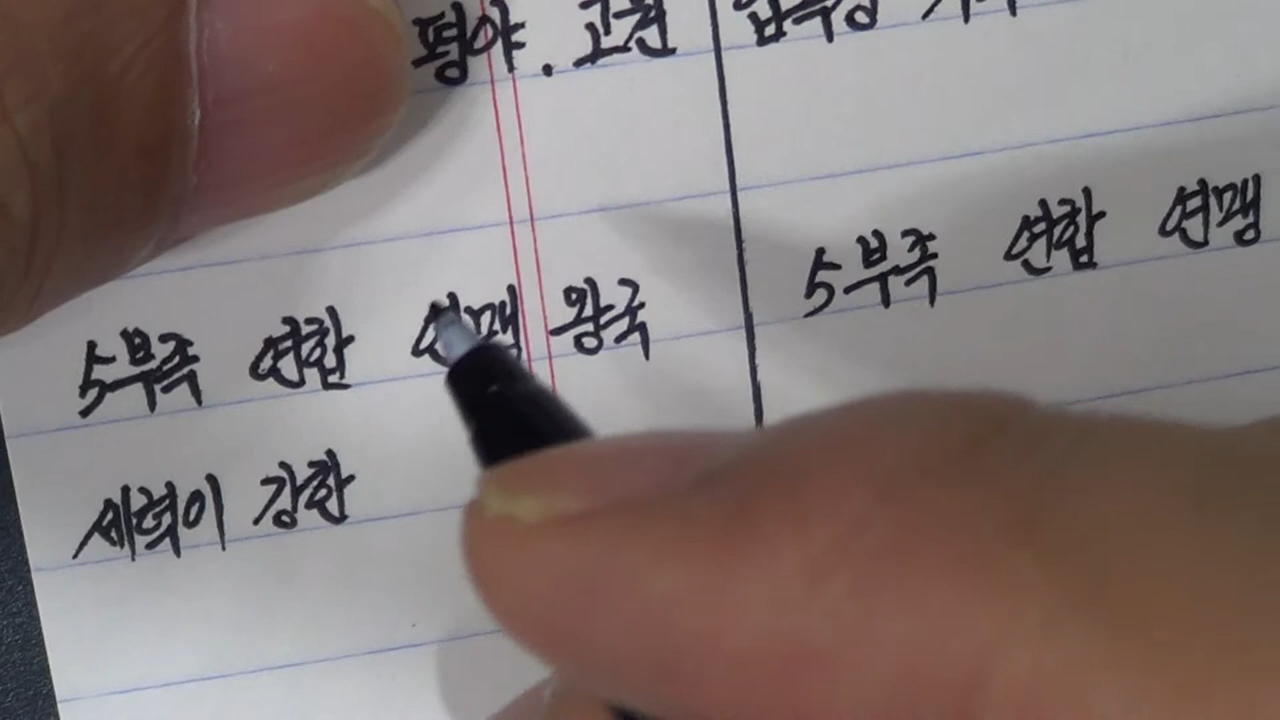 평야. 고원
5부족 연합 연맹 왕국
5부족 연합 연맹
세력이 강한